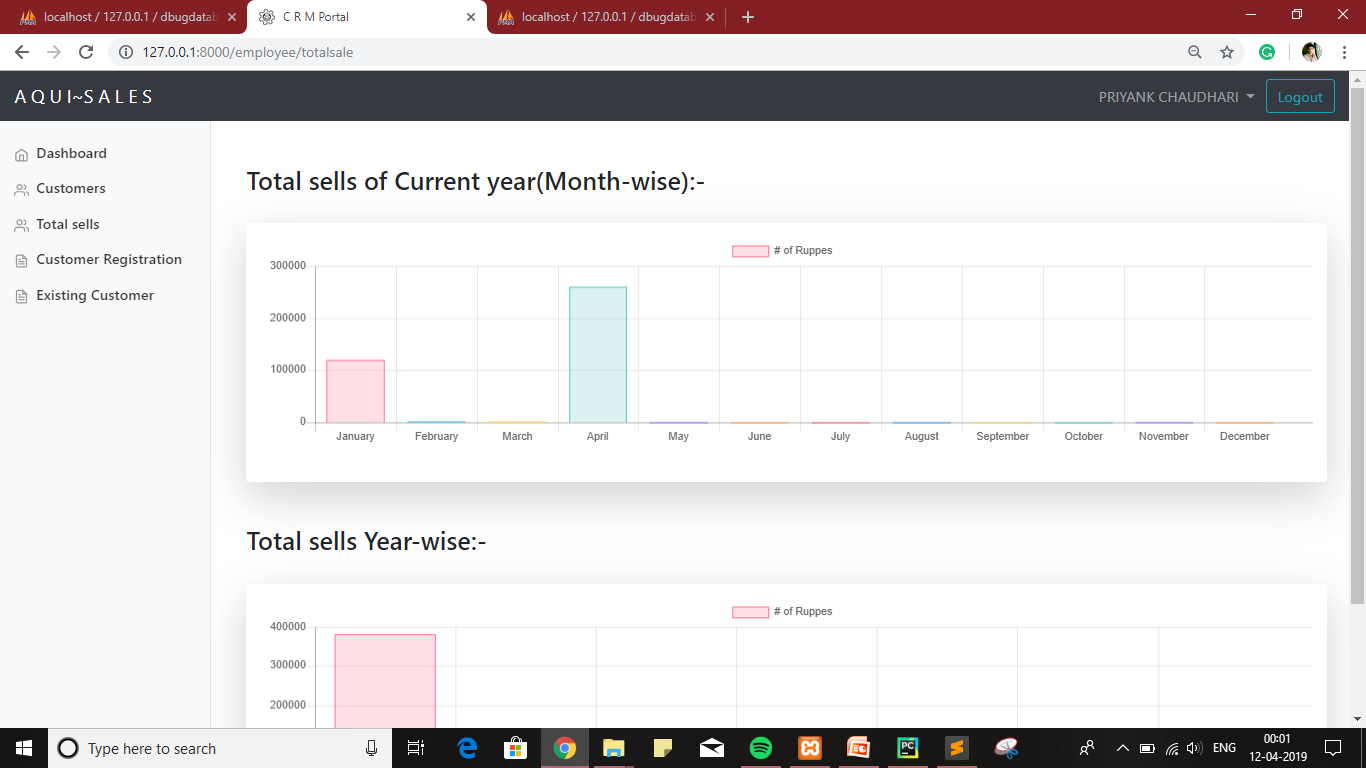 localhost / 127.0.0.1 / dbugdatab
C R M Portal
localhost / 127.0.0.1 / dbugdatab
127.0.0.1:8000/employee/totalsale
AQUI~SALES
PRIYANK CHAUDHARI
Logout
Dashboard
Customers
Total sells
Customer Registration
Existing Customer
Total sells of Current year(Month-wise):-
# of Ruppes
300000
200000
100000
0
January February March April May June July August September October November December
Total sells Year-wise:-
# of Ruppes
400000
300000
200000
Type here to search
PC
ENG
00:01
12-04-2019